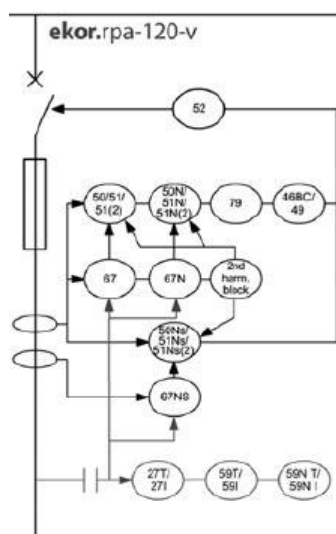 ekor.rpa-120-v
52
50/51/
51(2)
50N/
51N/
51N(2)
79
46BC/
49
67
67N
2nd
harm.
block
50Ns/
51Ns/
51Ns(2)
67NS
27T/
27I
59T/
59I
59N T/
59N I